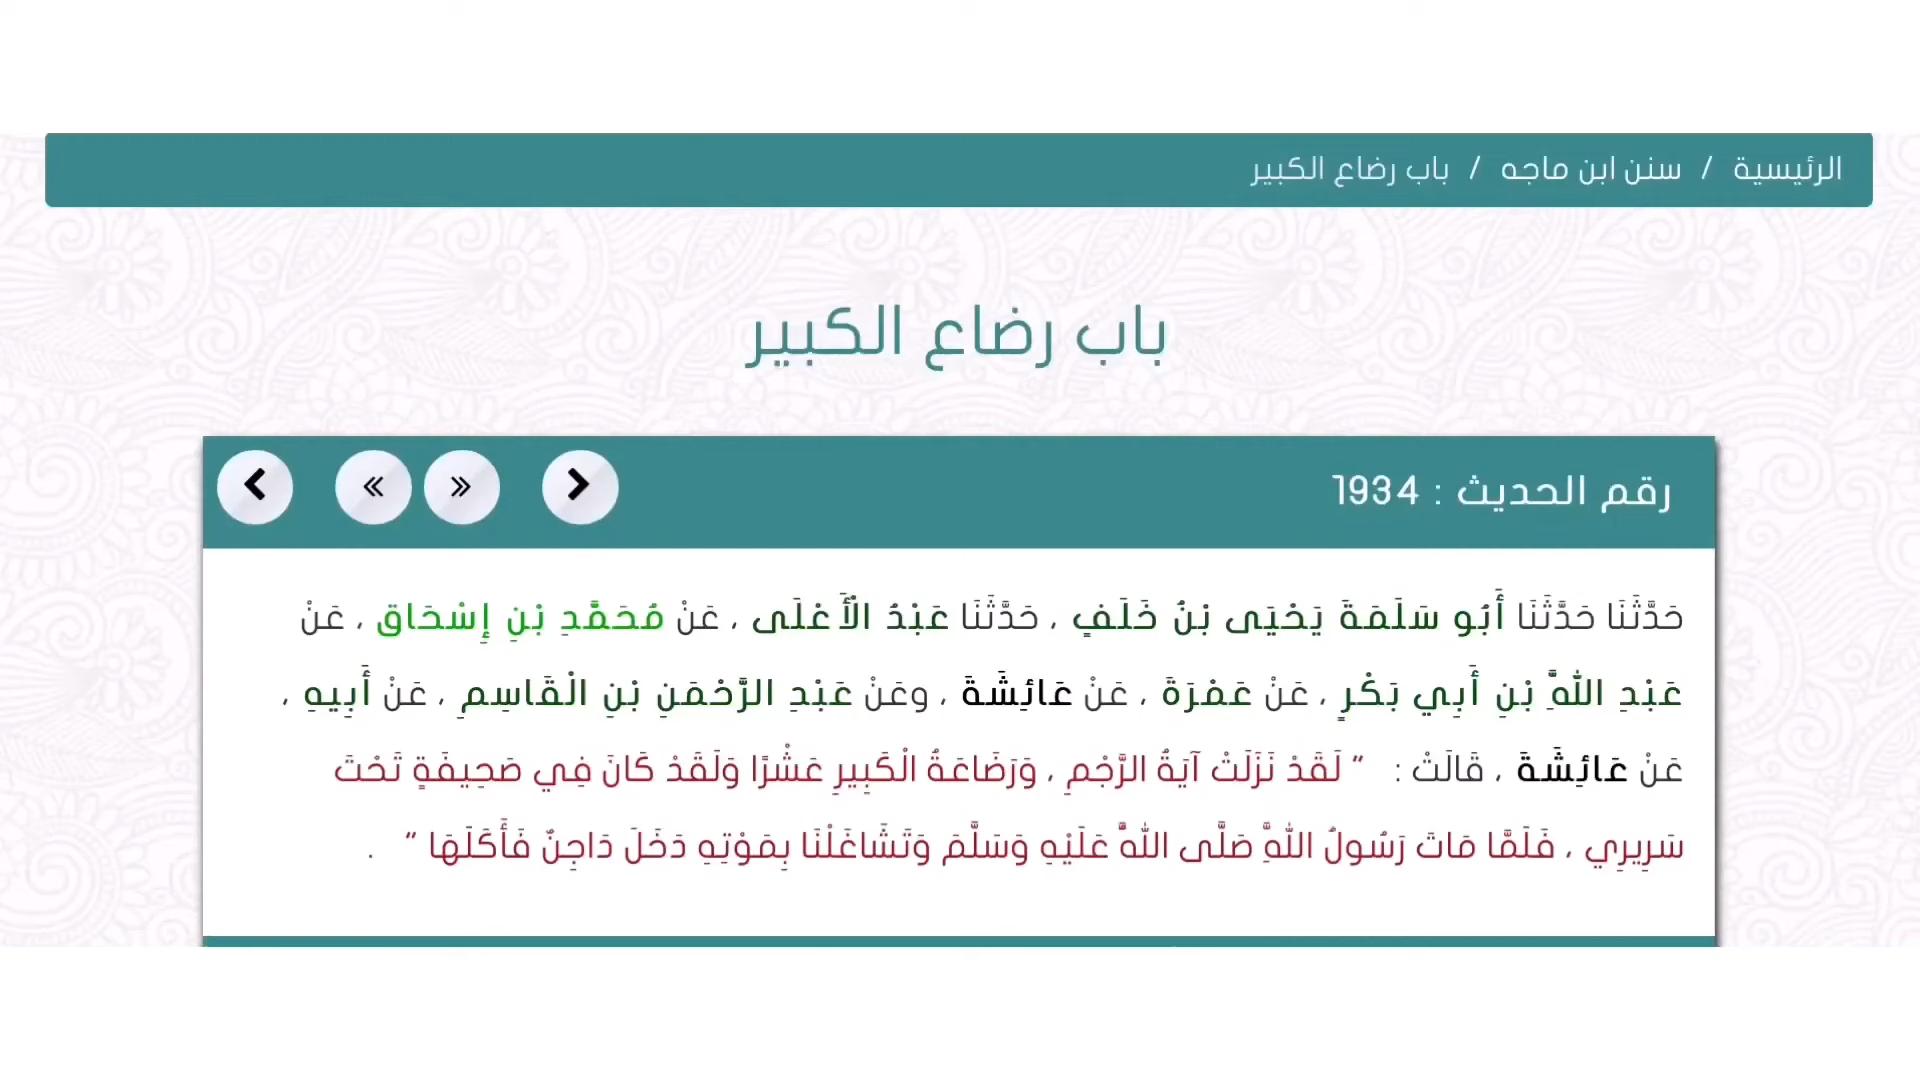 الرئيسية / سنن ابن ماجه / باب رضاع الكبير
باب رضاع الكبير
رقم الحديث : 1934
حَدَّثَنَا حَدَّثَنَا أَبُو سَلَمَةَ يَحْيَى بْنُ خَلَفٍ ، حَدَّثَنَا عَبْدُ الْأَعْلَى ، عَنْ مُحَمَّدِ بْنِ إِسْحَاق ، عَنْ
عَبْدِ اللَّهِ بْنِ أَبِي بَكْرٍ ، عَنْ عَمْرَةَ ، عَنْ عَائِشَةَ ، وعَنْ عَبْدِ الرَّحْمَنِ بْنِ الْقَاسِمِ ، عَنْ أَبِيهِ ،
عَنْ عَائِشَةَ ، قَالَتْ : " لَقَدْ نَزَلَتْ آيَةُ الرَّجْمِ ، وَرَضَاعَةُ الْكَبِيرِ عَشْرًا وَلَقَدْ كَانَ فِي صَحِيفَةٍ تَحْتَ
سَرِيرِي ، فَلَمَّا مَاتَ رَسُولُ اللَّهِ صَلَّى اللَّهُ عَلَيْهِ وَسَلَّمَ وَتَشَاغَلْنَا بِمَوْتِهِ دَخَلَ دَاجِنٌ فَأَكَلَهَا " .